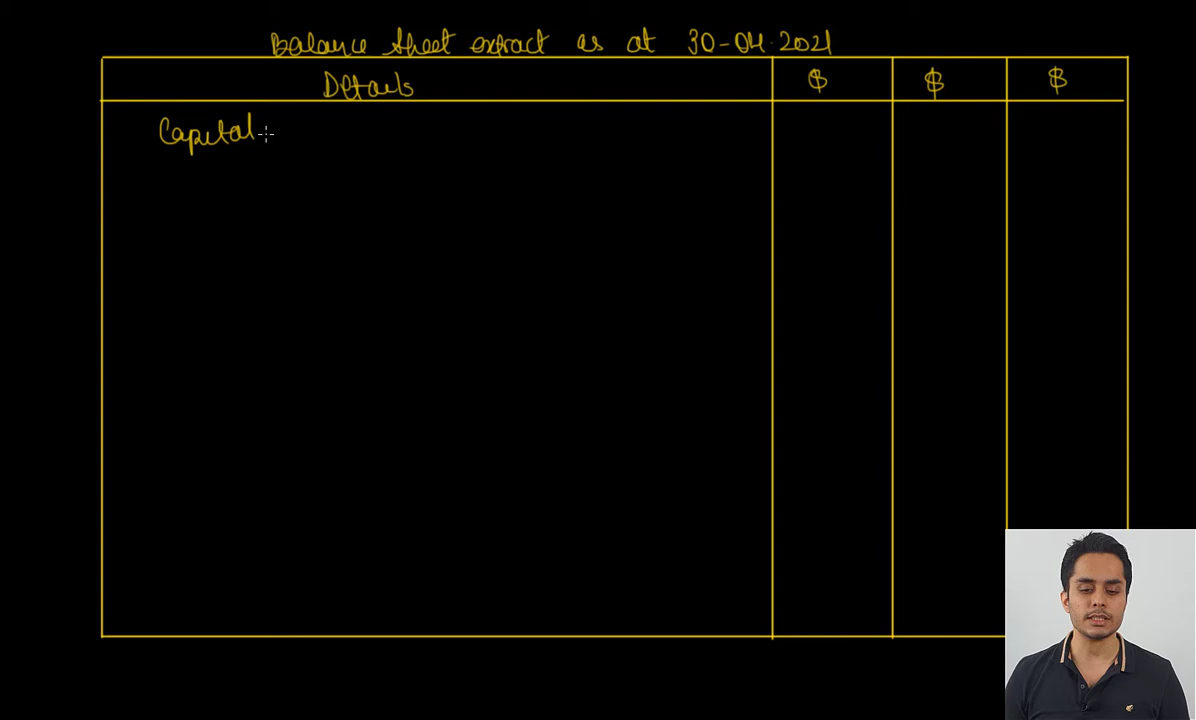 Balance sheet extract as at 30-04-2021
Details $ $ $
Capital